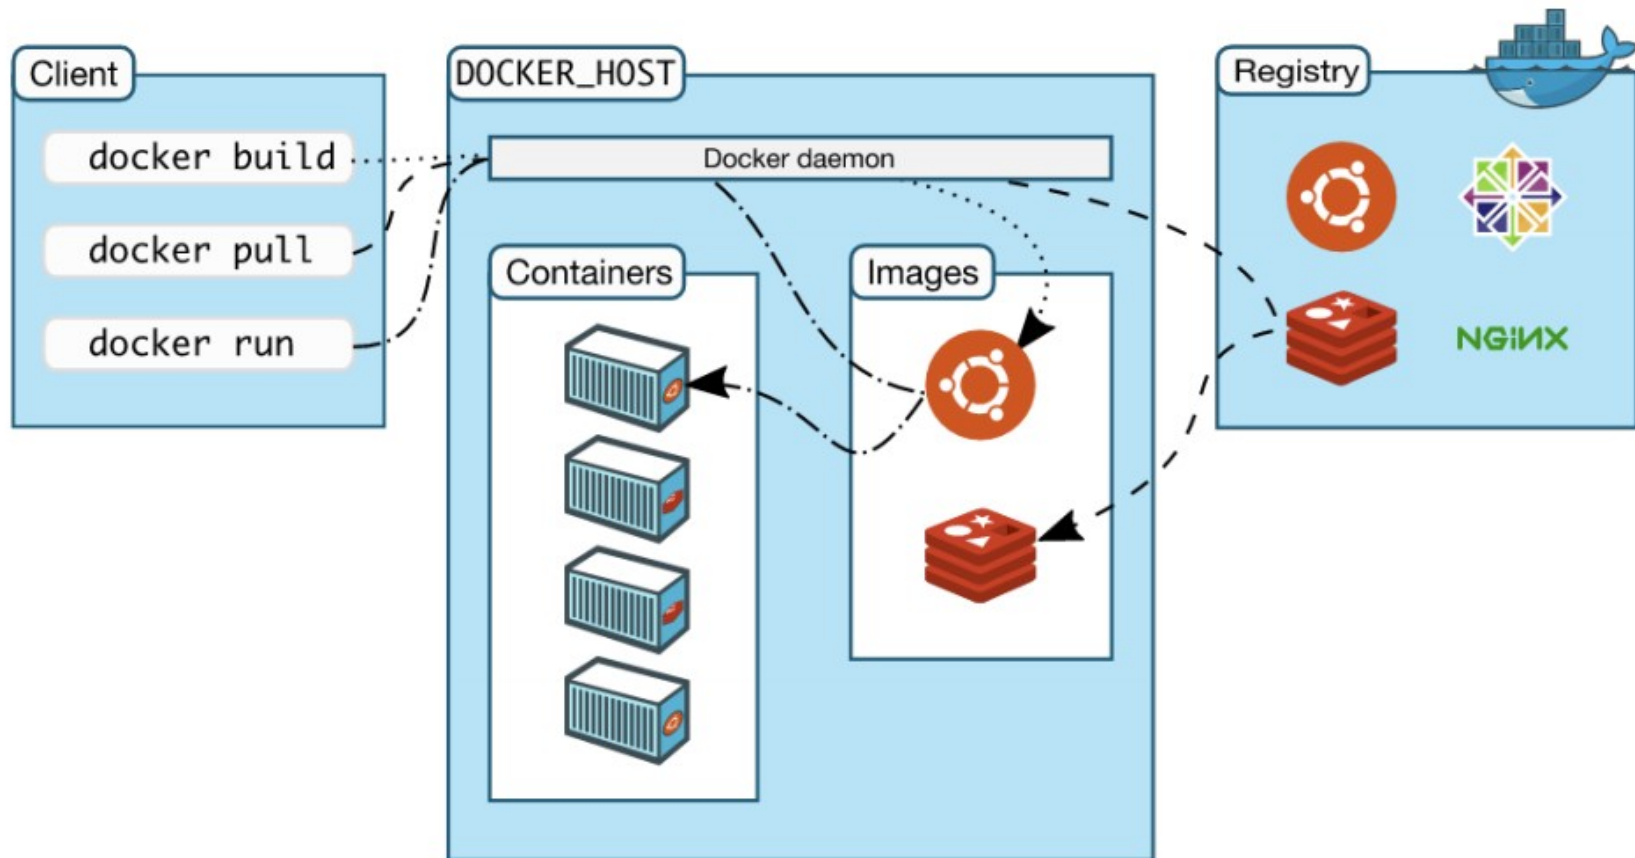 Client
docker build
docker pull
docker run
DOCKER_HOST
Docker daemon
Containers
Images
Registry
NGiNX